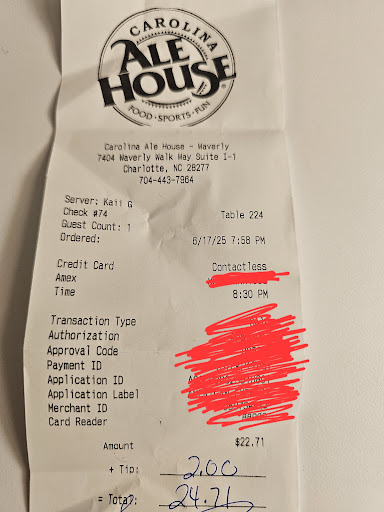 CAROLINA
ALE
HOUSE
FOOD • SPORTS • FUN
Carolina Ale House - Waverly
7404 Waverly Walk Way Suite I-1
Charlotte, NC 28277
704-443-7964
Server: Kaii G
Check #74 Table 224
Guest Count: 1
Ordered: 6/17/25 7:58 PM
Credit Card Contactless
Amex
Time 8:30 PM
Transaction Type
Authorization
Approval Code
Payment ID
Application ID
Application Label
Merchant ID
Card Reader
Amount $22.71
+ Tip: 2.00
= Total: 24.71